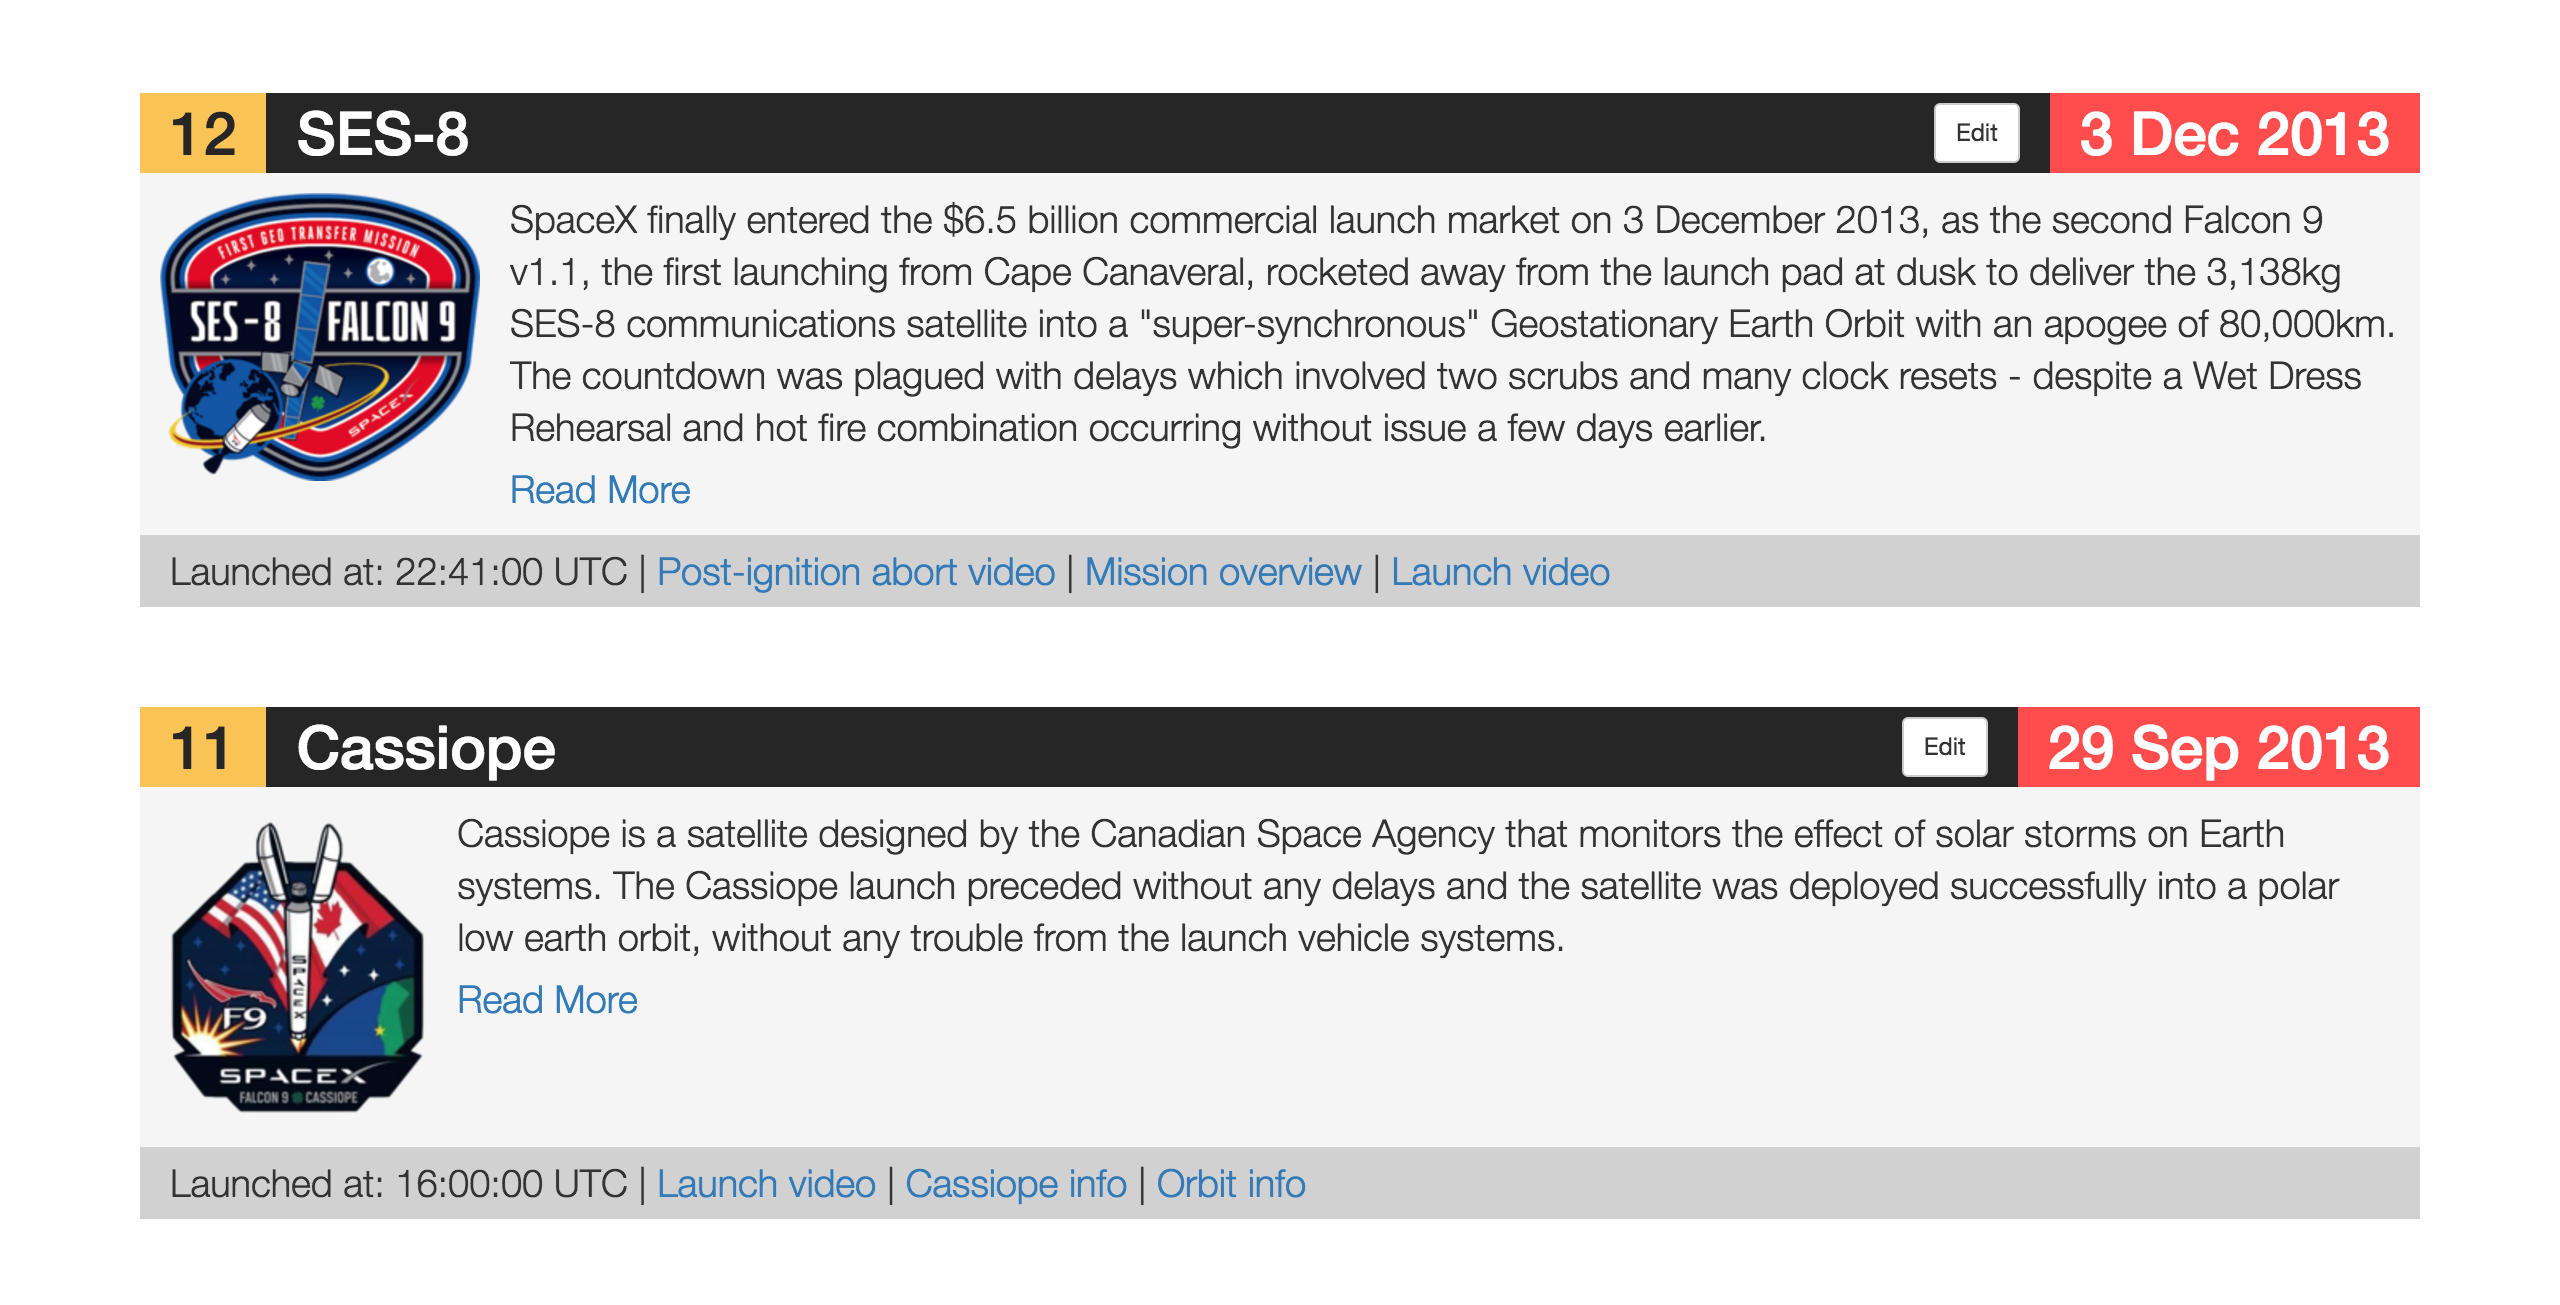 12 SES-8 Edit 3 Dec 2013
FIRST GEO TRANSFER MISSION
SES-8 FALCON 9
SPACEX
SpaceX finally entered the $6.5 billion commercial launch market on 3 December 2013, as the second Falcon 9
v1.1, the first launching from Cape Canaveral, rocketed away from the launch pad at dusk to deliver the 3,138kg
SES-8 communications satellite into a "super-synchronous" Geostationary Earth Orbit with an apogee of 80,000km.
The countdown was plagued with delays which involved two scrubs and many clock resets - despite a Wet Dress
Rehearsal and hot fire combination occurring without issue a few days earlier.
Read More
Launched at: 22:41:00 UTC | Post-ignition abort video | Mission overview | Launch video
11 Cassiope Edit 29 Sep 2013
SPACEX
F9
SPACEX
FALCON 9 CASSIOPE
Cassiope is a satellite designed by the Canadian Space Agency that monitors the effect of solar storms on Earth
systems. The Cassiope launch preceded without any delays and the satellite was deployed successfully into a polar
low earth orbit, without any trouble from the launch vehicle systems.
Read More
Launched at: 16:00:00 UTC | Launch video | Cassiope info | Orbit info